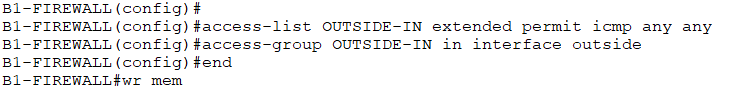 B1-FIREWALL(config)#
B1-FIREWALL(config)#access-list OUTSIDE-IN extended permit icmp any any
B1-FIREWALL(config)#access-group OUTSIDE-IN in interface outside
B1-FIREWALL(config)#end
B1-FIREWALL#wr mem